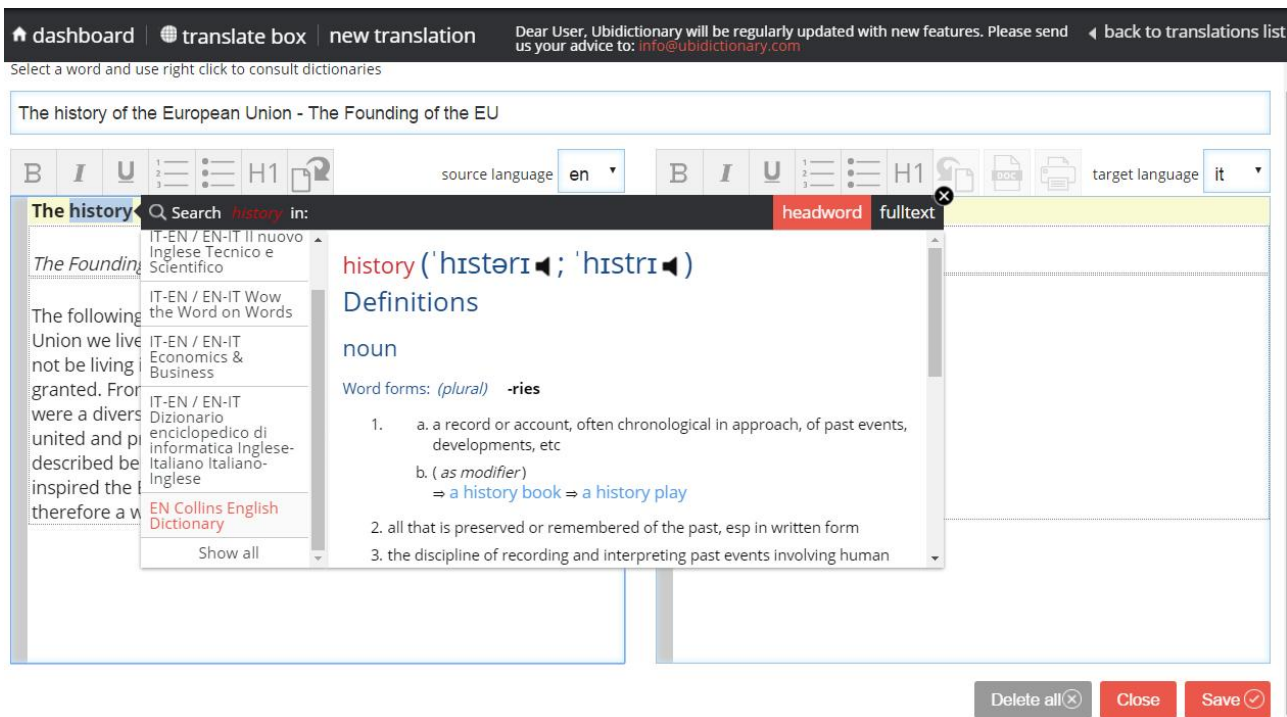 dashboard
translate box
new translation
Dear User, Ubidictionary will be regularly updated with new features. Please send
us your advice to: info@ubidictionary.com
back to translations list
Select a word and use right click to consult dictionaries
The history of the European Union - The Founding of the EU
B I U H1
source language en
B I U H1
DOC
target language it
The history
Search history in:
headword
fulltext
The Founding
The following
Union we live
not be living
granted.
were a
united and
described
inspired the
therefore a
IT-EN / EN-IT Il nuovo
Inglese Tecnico e
Scientifico
IT-EN / EN-IT Wow
the Word on Words
IT-EN / EN-IT
Economics &
Business
IT-EN / EN-IT
Dizionario
enciclopedico di
informatica Inglese-
Italiano Italiano-
Inglese
EN Collins English
Dictionary
Show all
history (ˈhɪstərɪ ; ˈhɪstrɪ )
Definitions
noun
Word forms: (plural) -ries
1. a. a record or account, often chronological in approach, of past events,
developments, etc
b. ( as modifier)
⇒ a history book ⇒ a history play
2. all that is preserved or remembered of the past, esp in written form
3. the discipline of recording and interpreting past events involving human
Delete all
Close
Save